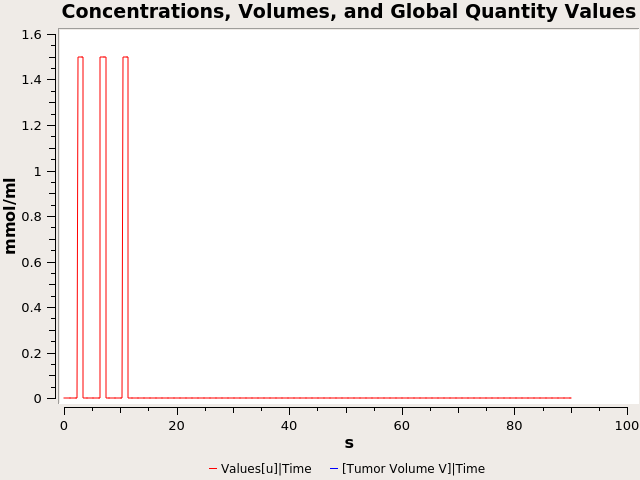 Concentrations, Volumes, and Global Quantity Values
1.6
1.4
1.2
1
0.8
0.6
0.4
0.2
0
mmol/ml
0 20 40 60 80 100
s
Values[u]|Time [Tumor Volume V]|Time